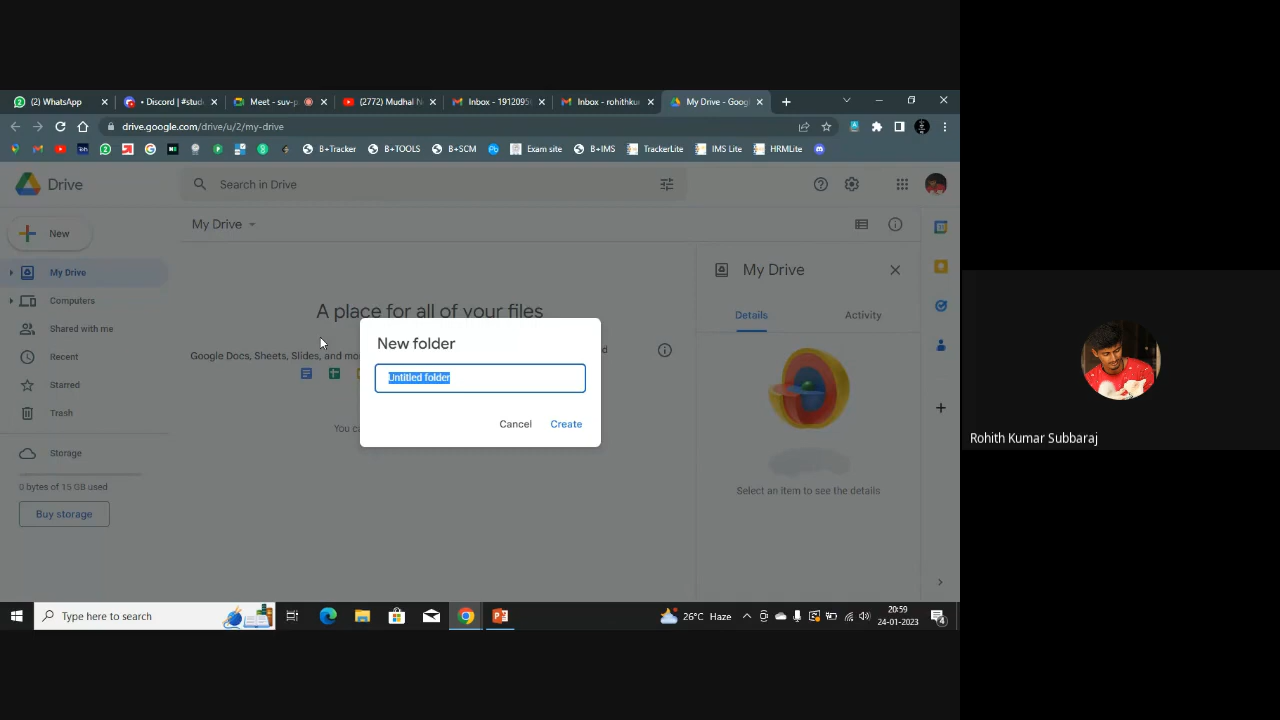 (2) WhatsApp
• Discord | #stud
Meet - suv-p
(2772) Mudhal N
Inbox - 1912095
Inbox - rohithku
My Drive - Goog
drive.google.com/drive/u/2/my-drive
B+Tracker
B+TOOLS
B+SCM
Exam site
B+IMS
TrackerLite
IMS Lite
HRMLite
Drive
Search in Drive
New
My Drive
My Drive
My Drive
Computers
A place for all of your files
Details
Activity
Shared with me
New folder
Recent
Google Docs, Sheets, Slides, and mo
d
Untitled folder
Starred
Trash
You c
Cancel
Create
Rohith Kumar Subbaraj
Storage
0 bytes of 15 GB used
Select an item to see the details
Buy storage
Type here to search
26°C Haze
20:59
24-01-2023
4